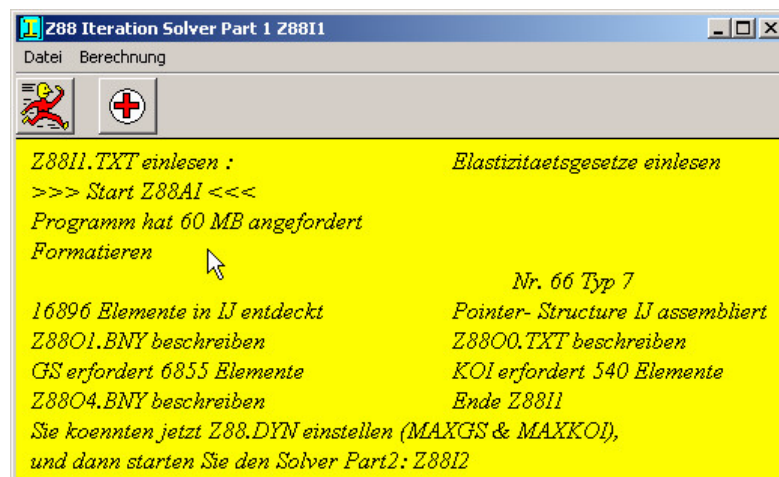 Z88 Iteration Solver Part 1 Z88I1
Datei Berechnung
Z88I1.TXT einlesen : Elastizitaetsgesetze einlesen
>>> Start Z88AI <<<
Programm hat 60 MB angefordert
Formatieren
Nr. 66 Typ 7
16896 Elemente in IJ entdeckt Pointer- Structure IJ assembliert
Z88O1.BNY beschreiben Z88O0.TXT beschreiben
GS erfordert 6855 Elemente KOI erfordert 540 Elemente
Z88O4.BNY beschreiben Ende Z88I1
Sie koennten jetzt Z88.DYN einstellen (MAXGS & MAXKOI),
und dann starten Sie den Solver Part2: Z88I2